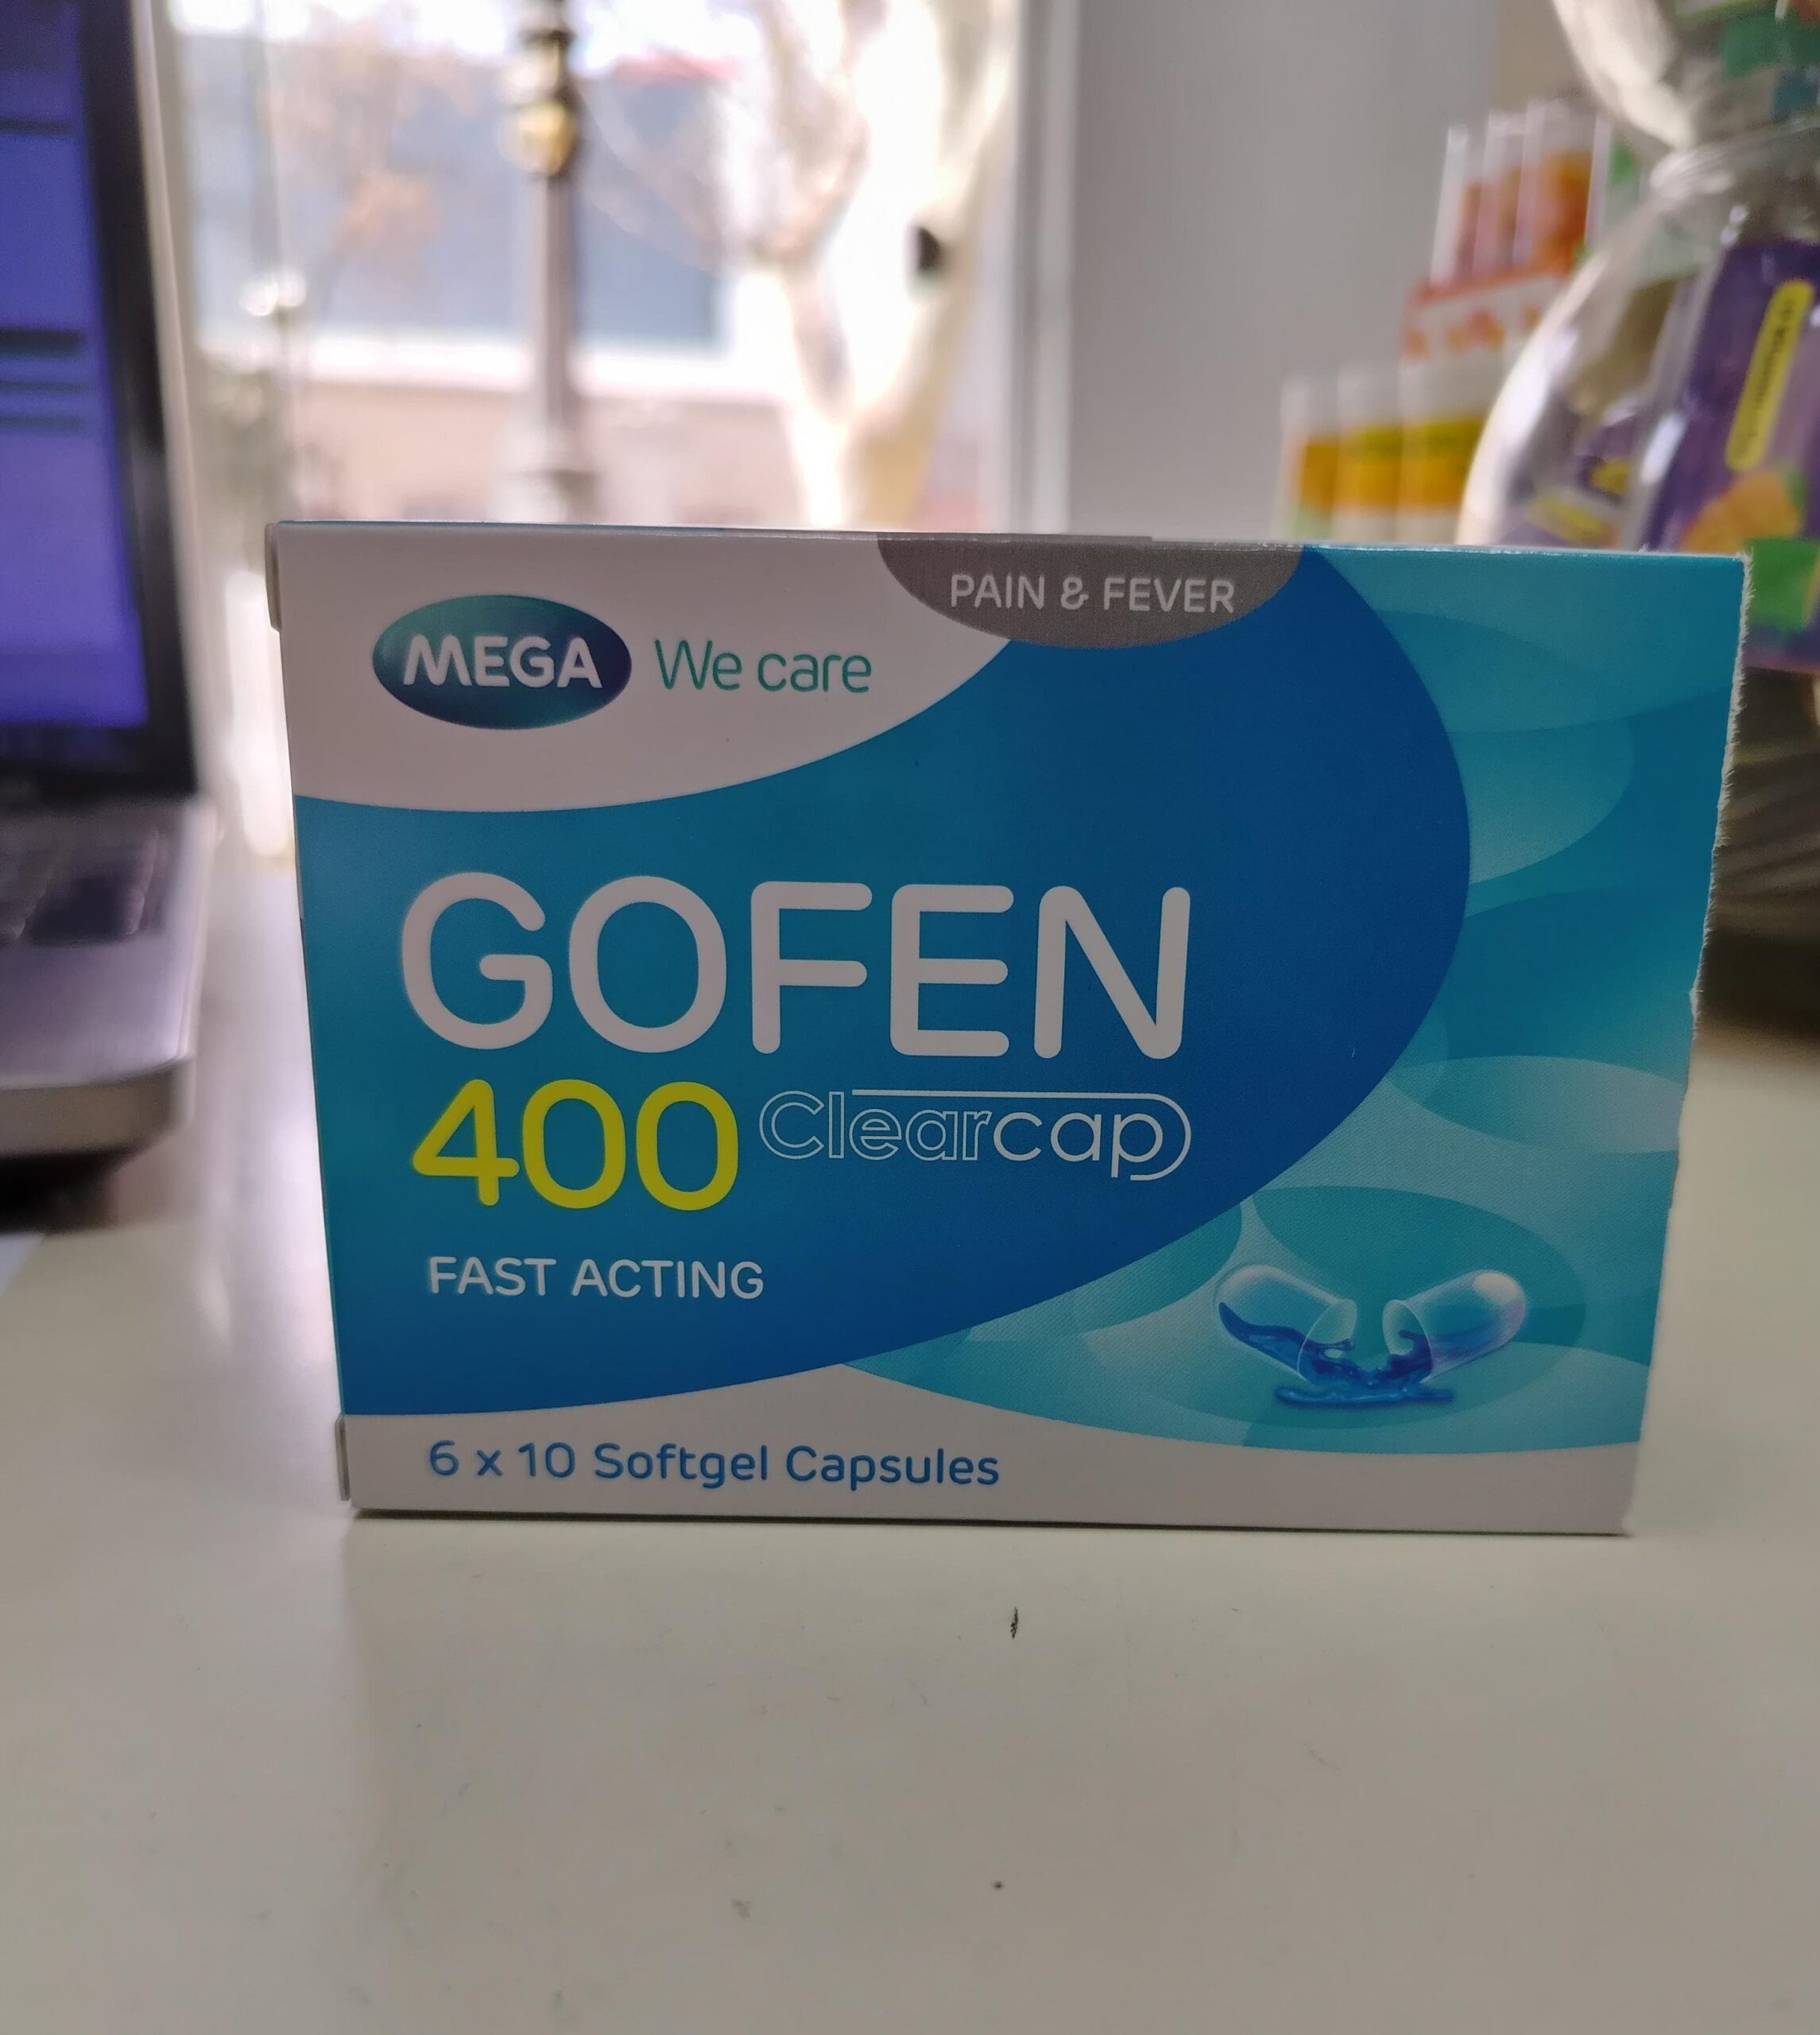 PAIN & FEVER
MEGA We care
GOFEN
400 Clearcap
FAST ACTING
6 x 10 Softgel Capsules